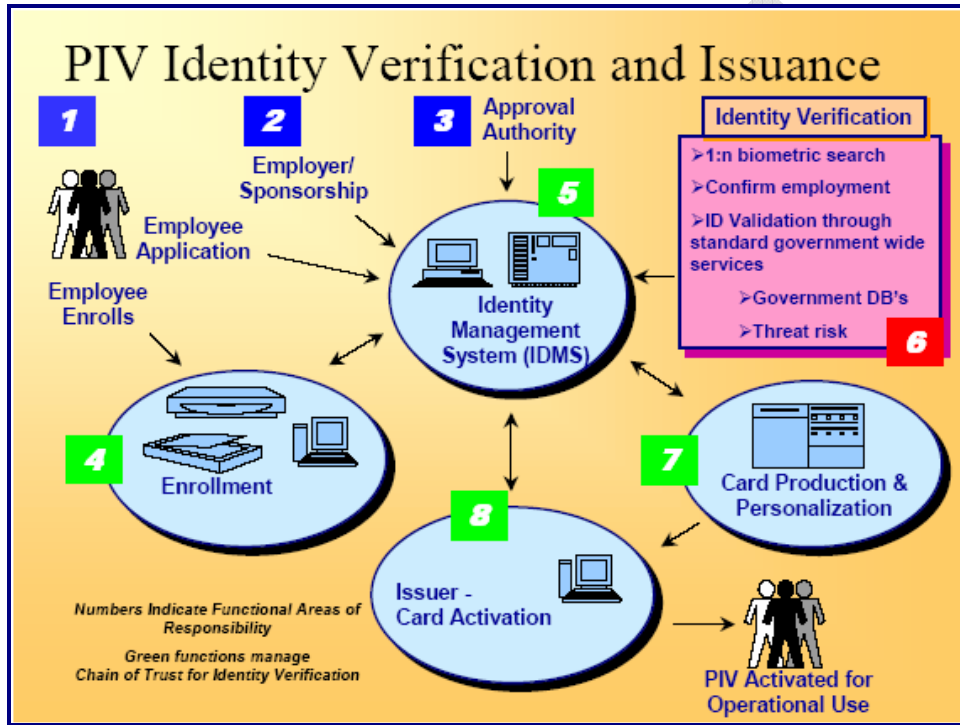 PIV Identity Verification and Issuance
1
2
3
Approval
Authority
Employer/
Sponsorship
Employee
Application
Employee
Enrolls
5
Identity
Management
System (IDMS)
Identity Verification
➢1:n biometric search
➢Confirm employment
➢ID Validation through
standard government wide
services
➢Government DB's
➢Threat risk
6
4
Enrollment
7
Card Production &
Personalization
8
Issuer -
Card Activation
Numbers Indicate Functional Areas of
Responsibility
Green functions manage
Chain of Trust for Identity Verification
PIV Activated for
Operational Use